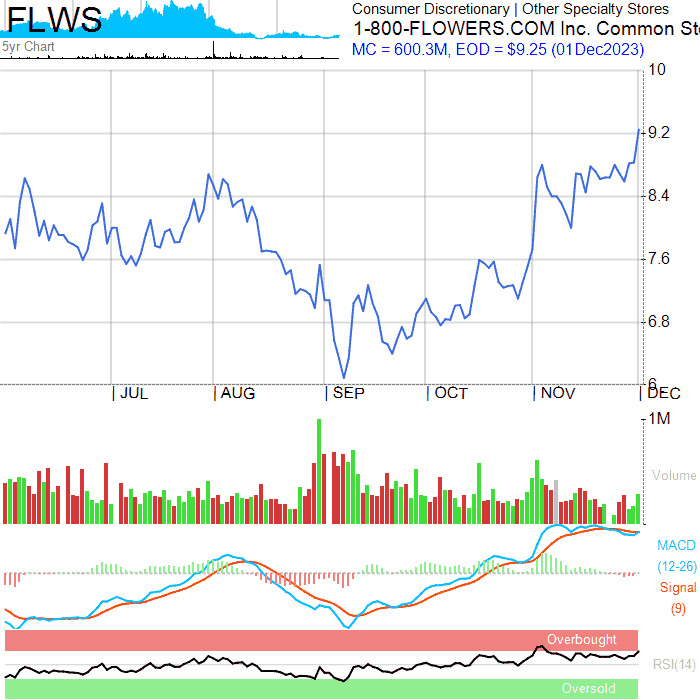 FLWS
Consumer Discretionary | Other Specialty Stores
1-800-FLOWERS.COM Inc. Common Sto
5yr Chart
MC = 600.3M, EOD = $9.25 (01Dec2023)
10
9.2
8.4
7.6
6.8
6
JUL
AUG
SEP
OCT
NOV
DEC
1M
Volume
MACD
(12-26)
Signal
(9)
Overbought
RSI(14)
Oversold